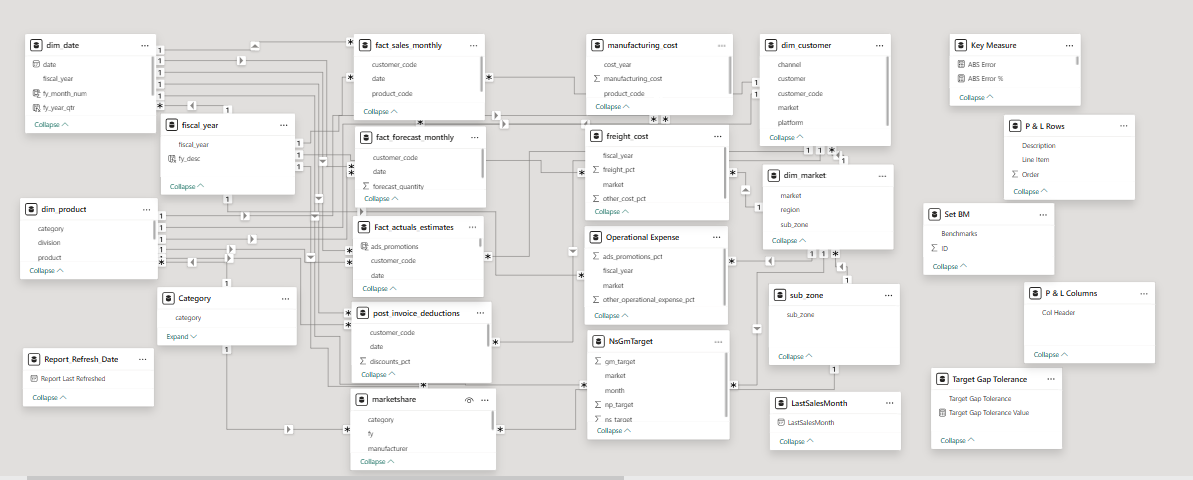 dim_date
date
fiscal_year
fy_month_num
fy_year_qtr
Collapse
fiscal_year
fiscal_year
fy_desc
Collapse
dim_product
category
division
product
Collapse
Category
category
Expand
Report_Refresh_Date
Report Last Refreshed
Collapse
fact_sales_monthly
customer_code
date
product_code
Collapse
fact_forecast_monthly
customer_code
date
forecast_quantity
Collapse
Fact_actuals_estimates
ads_promotions
customer_code
date
Collapse
post_invoice_deductions
customer_code
date
discounts_pct
Collapse
marketshare
category
fy
manufacturer
Collapse
manufacturing_cost
cost_year
manufacturing_cost
product_code
Collapse
freight_cost
fiscal_year
freight_pct
market
other_cost_pct
Collapse
Operational Expense
ads_promotions_pct
fiscal_year
market
other_operational_expense_pct
Collapse
NsGmTarget
gm_target
market
month
np_target
ns_target
Collapse
dim_customer
channel
customer
customer_code
market
platform
Collapse
dim_market
market
region
sub_zone
Collapse
sub_zone
sub_zone
Collapse
LastSalesMonth
LastSalesMonth
Collapse
Key Measure
ABS Error
ABS Error %
Collapse
P & L Rows
Description
Line Item
Order
Collapse
Set BM
Benchmarks
ID
Collapse
P & L Columns
Col Header
Collapse
Target Gap Tolerance
Target Gap Tolerance
Target Gap Tolerance Value
Collapse